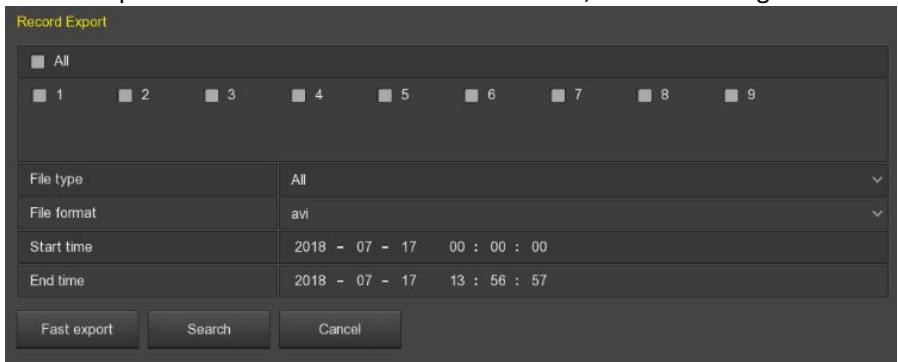 Record Export
All
1 2 3 4 5 6 7 8 9
File type All
File format avi
Start time 2018 - 07 - 17 00 : 00 : 00
End time 2018 - 07 - 17 13 : 56 : 57
Fast export Search Cancel